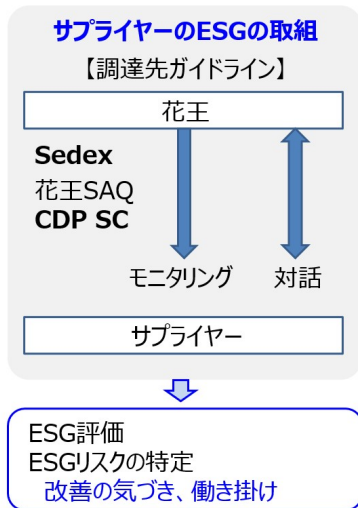 サプライヤーのESGの取組
【調達先ガイドライン】
花王
Sedex
花王SAQ
CDP SC
モニタリング 対話
サプライヤー
ESG評価
ESGリスクの特定
改善の気づき、働き掛け